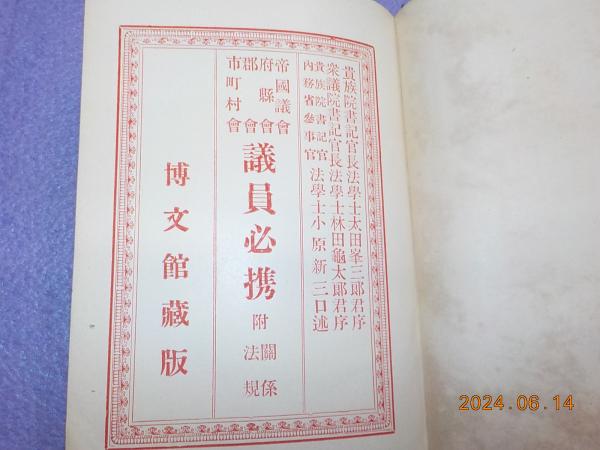 貴族院書記官長法學士太田峯三郎君序
衆議院書記官長法學士林田龜太郎君序
貴族院書記官
內務省參事官
法學士小原新三口述
帝國議會
府縣會
郡會
市町村會
議員必携
附關係法規
博文館藏版
2024.06.14